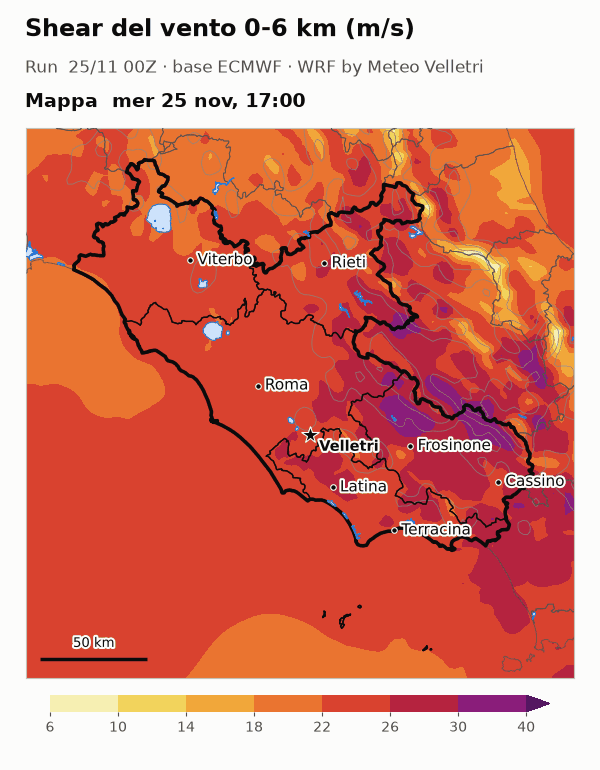 Shear del vento 0-6 km (m/s)
Run  25/11 00Z · base ECMWF · WRF by Meteo Velletri
Mappa  mer 25 nov, 17:00
Viterbo
Rieti
Roma
Velletri
Frosinone
Latina
Cassino
Terracina
50 km
6 10 14 18 22 26 30 40